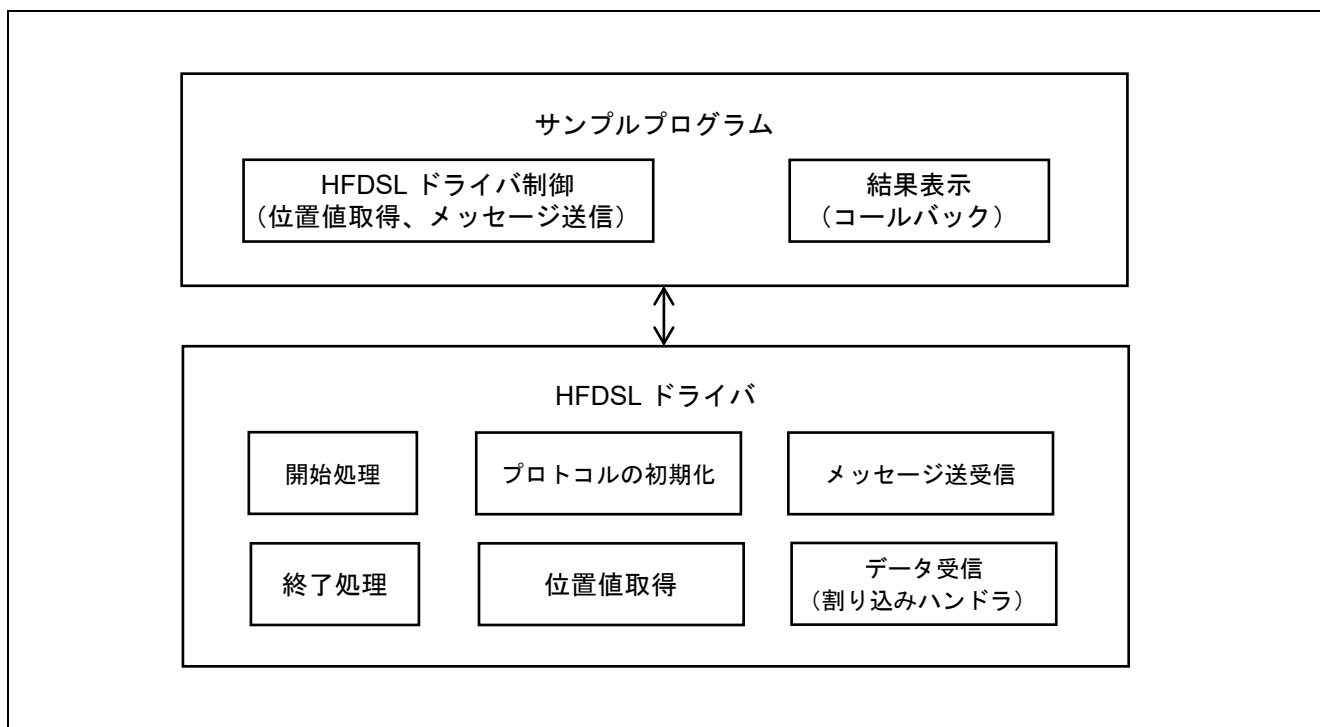 サンプルプログラム
HFDSL ドライバ制御
（位置値取得、メッセージ送信）
結果表示
（コールバック）
HFDSL ドライバ
開始処理
プロトコルの初期化
メッセージ送受信
終了処理
位置値取得
データ受信
（割り込みハンドラ）